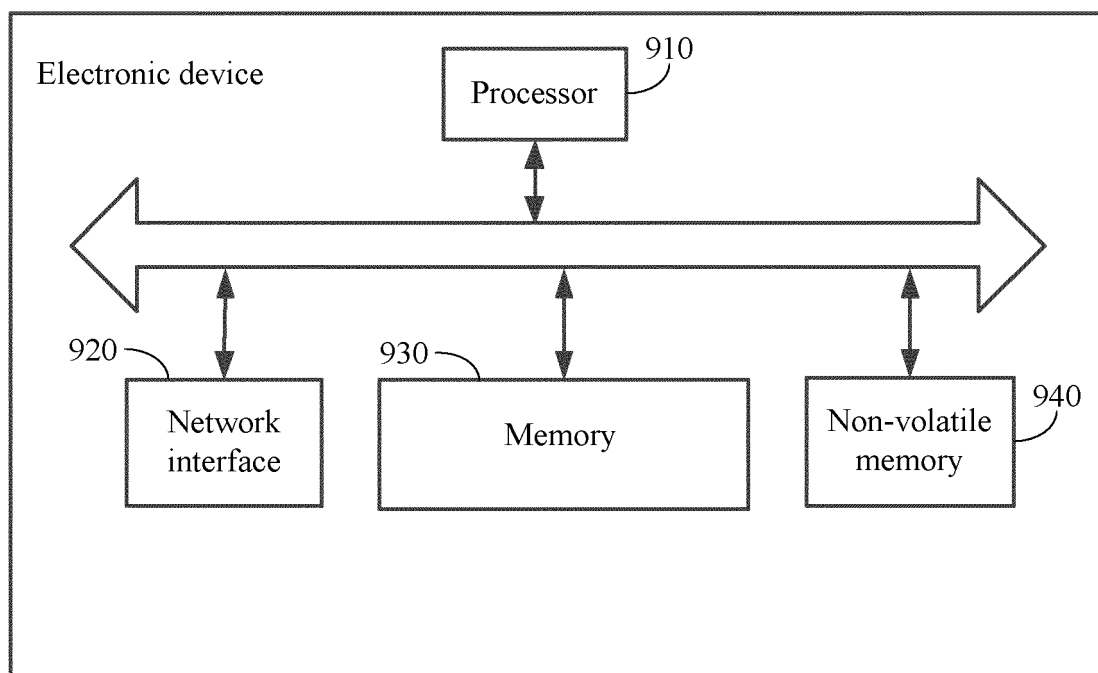 Electronic device
910
Processor
920
930
940
Network
interface
Memory
Non-volatile
memory